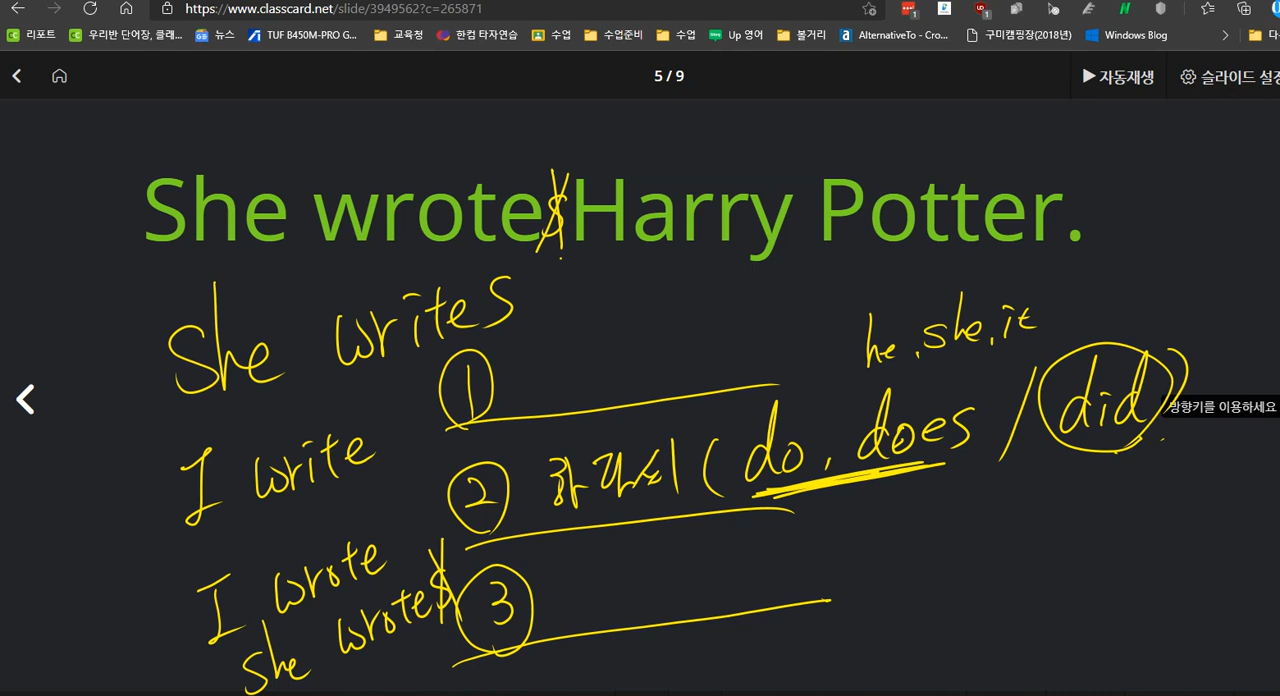 https://www.classcard.net/slide/3949562?c=265871
리포트 우리반 단어장, 클래... 뉴스 TUF B450M-PRO G... 교육청 한컴 타자연습 수업 수업준비 수업 Up 영어 볼거리 AlternativeTo - Cro... 구미캠핑장(2018년) Windows Blog
5 / 9
자동재생
슬라이드 설정
She wrote Harry Potter.
She writes
he, she, it
①
I write
② (do, does / did)
방향키를 이용하세요
I wrote
③
She wrotes